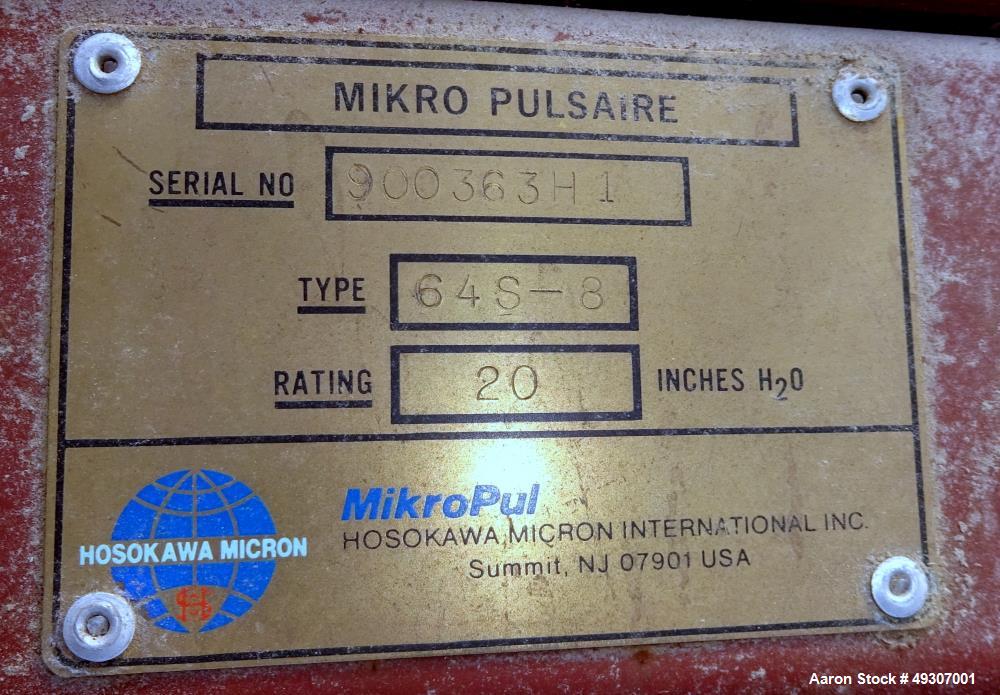 MIKRO PULSAIRE
SERIAL NO 900363H1
TYPE 64S-8
RATING 20 INCHES H₂O
MikroPul
HOSOKAWA MICRON
HOSOKAWA MICRON INTERNATIONAL INC.
Summit, NJ 07901 USA
Aaron Stock # 49307001